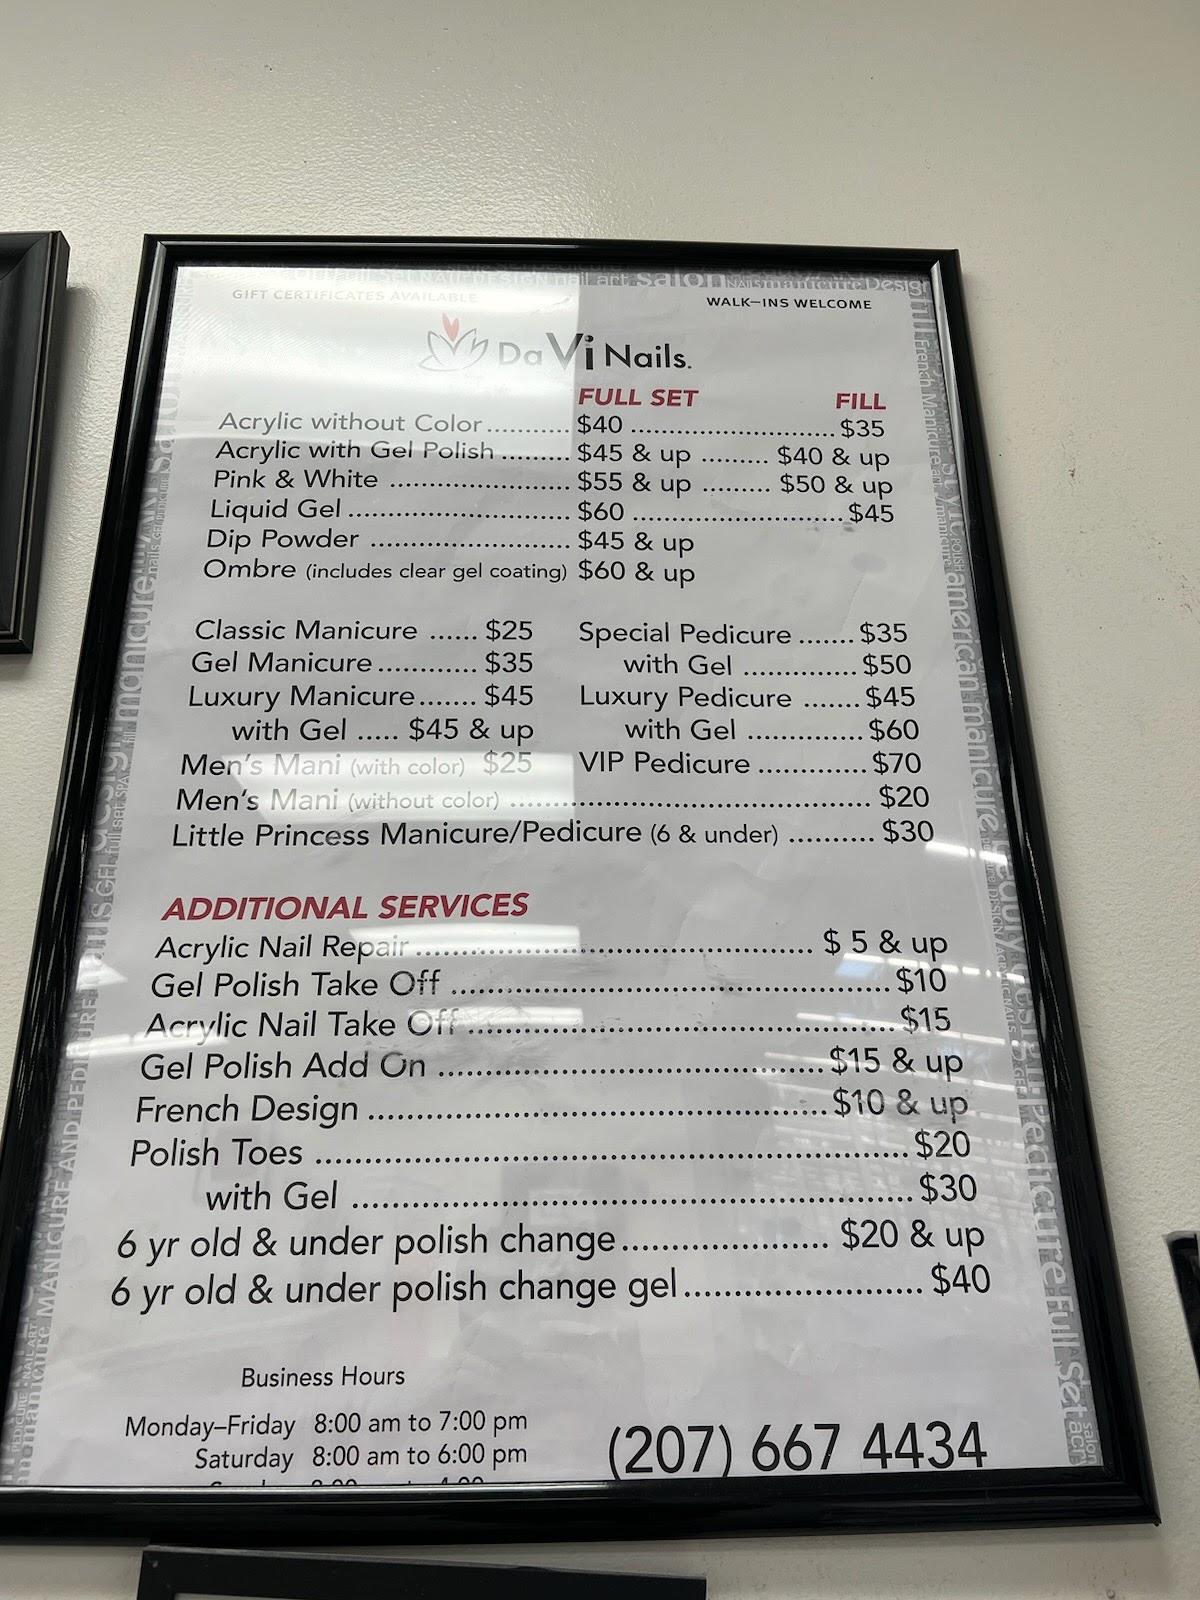 GIFT CERTIFICATES AVAILABLE
WALK-INS WELCOME
DaVi Nails.
FULL SET FILL
Acrylic without Color........... $40 ............................. $35
Acrylic with Gel Polish ......... $45 & up ......... $40 & up
Pink & White ........................ $55 & up ......... $50 & up
Liquid Gel.............................. $60 .............................. $45
Dip Powder ........................... $45 & up
Ombre (includes clear gel coating) $60 & up
Classic Manicure ...... $25
Gel Manicure............ $35
Luxury Manicure....... $45
with Gel ..... $45 & up
Men's Mani (with color) $25
Special Pedicure ....... $35
with Gel .............. $50
Luxury Pedicure ....... $45
with Gel .............. $60
VIP Pedicure ............. $70
Men's Mani (without color) ............................................... $20
Little Princess Manicure/Pedicure (6 & under) .......... $30
ADDITIONAL SERVICES
Acrylic Nail Repair.................................................. $ 5 & up
Gel Polish Take Off ...................................................... $10
Acrylic Nail Take Off..................................................... $15
Gel Polish Add On ............................................... $15 & up
French Design ....................................................... $10 & up
Polish Toes ..................................................................... $20
with Gel ................................................................ $30
6 yr old & under polish change........................ $20 & up
6 yr old & under polish change gel............................ $40
Business Hours
Monday–Friday 8:00 am to 7:00 pm
Saturday 8:00 am to 6:00 pm
(207) 667 4434